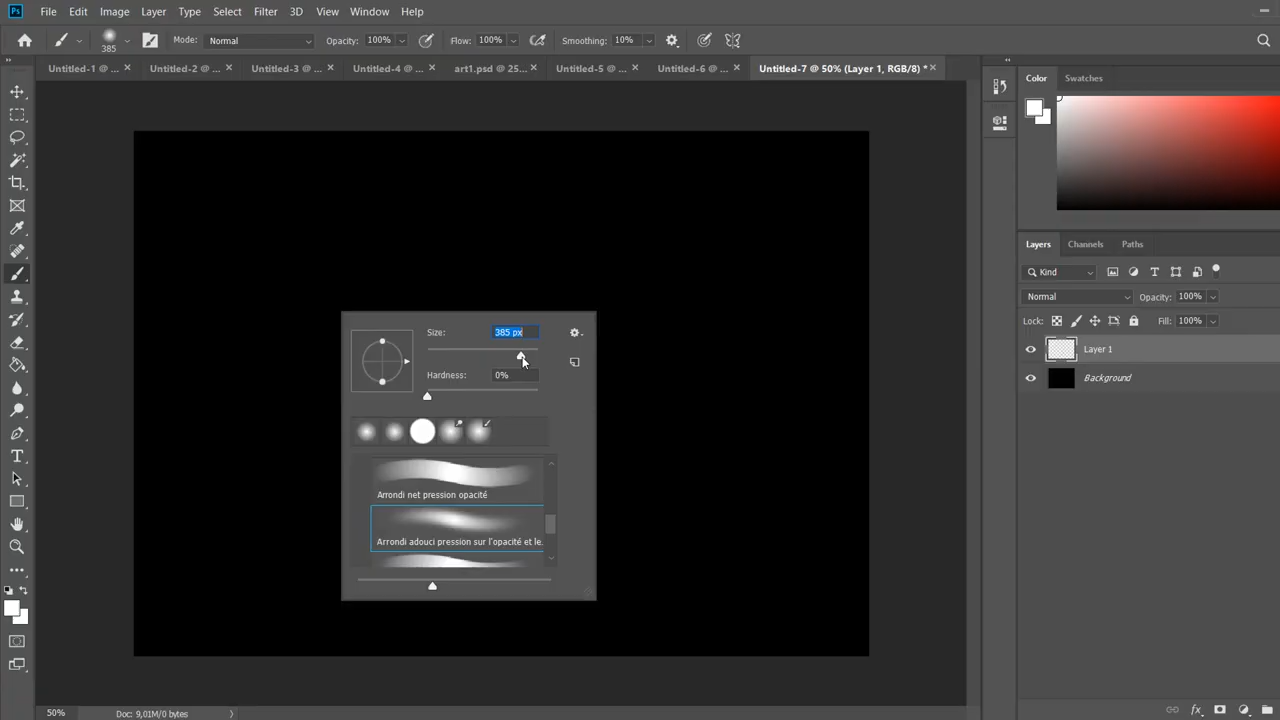 Ps File Edit Image Layer Type Select Filter 3D View Window Help
385 Mode: Normal Opacity: 100% Flow: 100% Smoothing: 10%
Untitled-1 @ ... × Untitled-2 @ ... × Untitled-3 @ ... × Untitled-4 @ ... × art1.psd @ 25... × Untitled-5 @ ... × Untitled-6 @ ... × Untitled-7 @ 50% (Layer 1, RGB/8) * ×
Color Swatches
Layers Channels Paths
Kind
Normal Opacity: 100%
Lock: Fill: 100%
Layer 1
Background
Size: 385 px
Hardness: 0%
Arrondi net pression opacité
Arrondi adouci pression sur l'opacité et le.
50% Doc: 9,01M/0 bytes